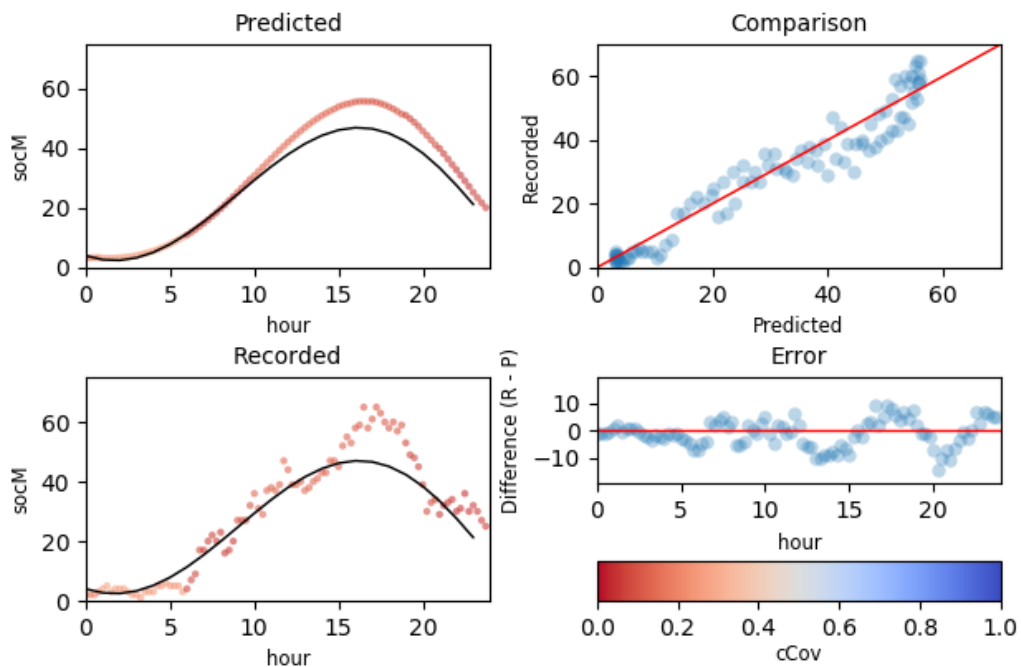 Predicted
socM
60
40
20
0
0 5 10 15 20
hour
Comparison
Recorded
60
40
20
0
0 20 40 60
Predicted
Recorded
socM
60
40
20
0
0 5 10 15 20
hour
Error
Difference (R - P)
10
0
−10
0 5 10 15 20
hour
0.0 0.2 0.4 0.6 0.8 1.0
cCov